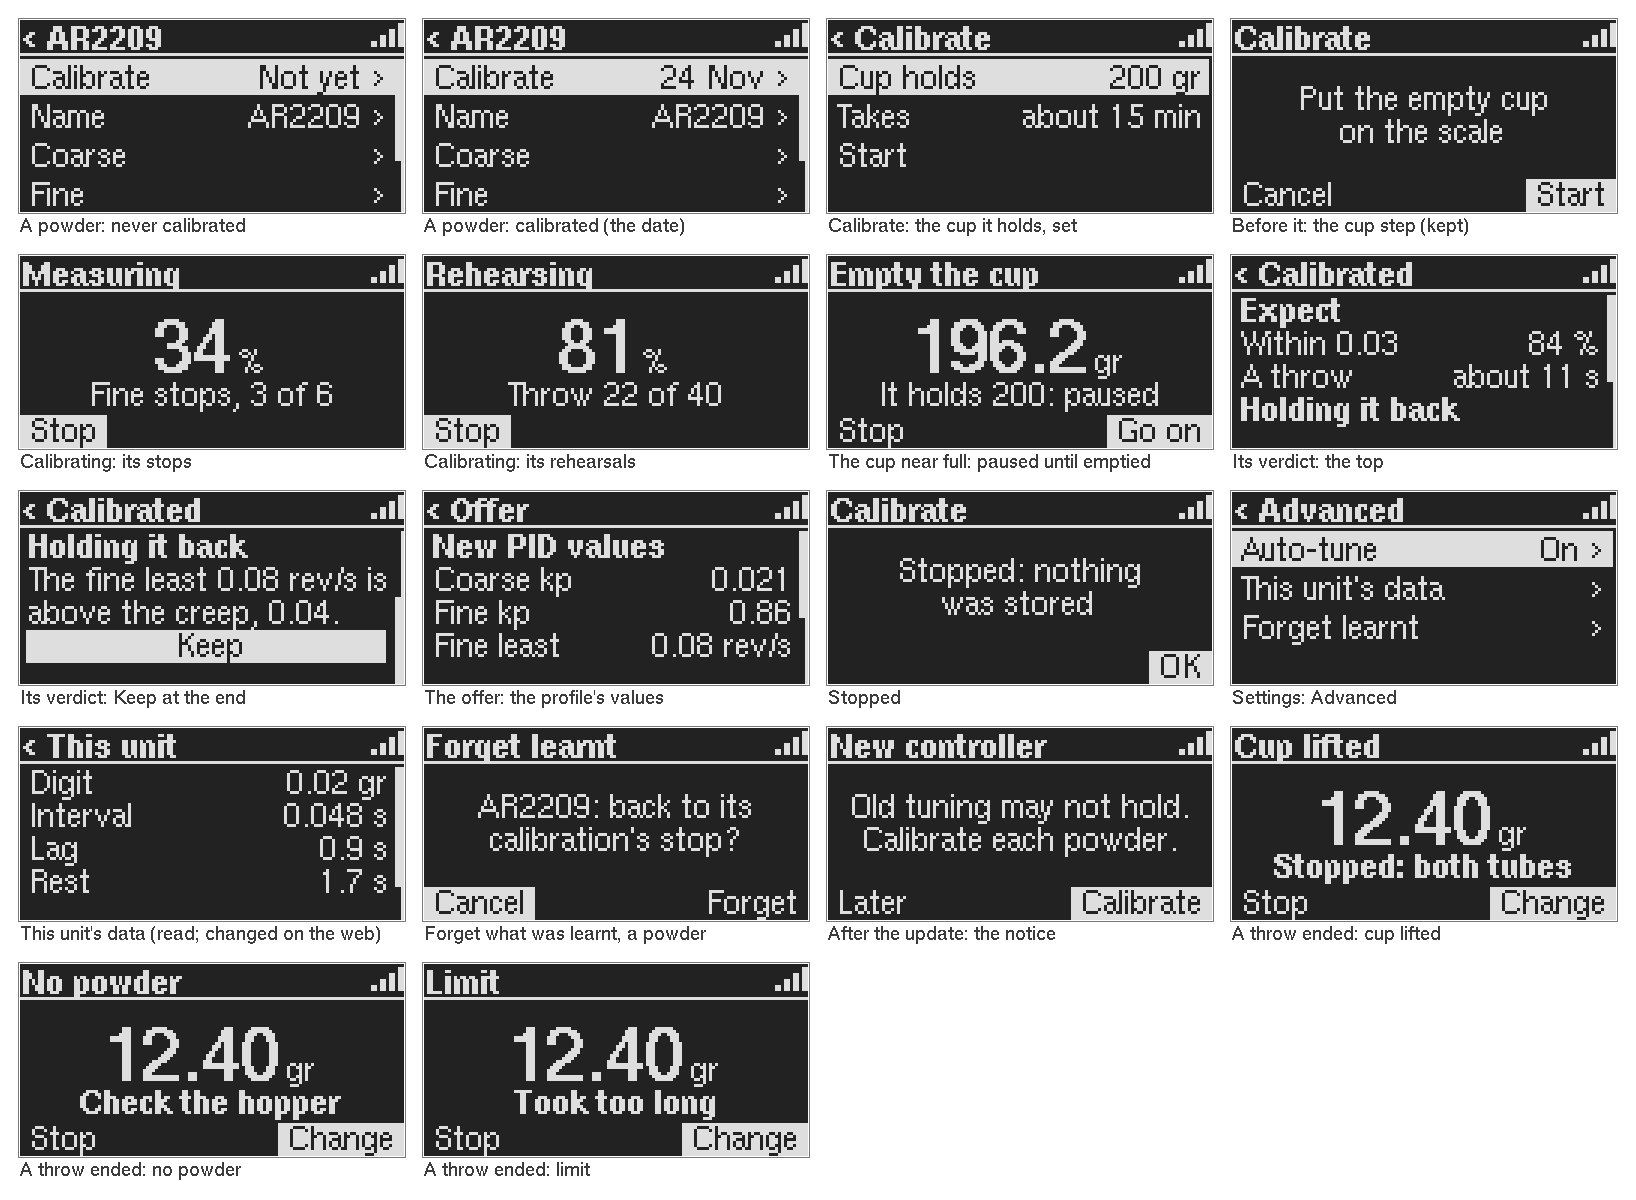 < AR2209
Calibrate Not yet >
Name AR2209 >
Coarse >
Fine >
A powder: never calibrated
< AR2209
Calibrate 24 Nov >
Name AR2209 >
Coarse >
Fine >
A powder: calibrated (the date)
< Calibrate
Cup holds 200 gr
Takes about 15 min
Start
Calibrate: the cup it holds, set
Calibrate
Put the empty cup
on the scale
Cancel Start
Before it: the cup step (kept)
Measuring
34 %
Fine stops, 3 of 6
Stop
Calibrating: its stops
Rehearsing
81 %
Throw 22 of 40
Stop
Calibrating: its rehearsals
Empty the cup
196.2 gr
It holds 200: paused
Stop Go on
The cup near full: paused until emptied
< Calibrated
Expect
Within 0.03 84 %
A throw about 11 s
Holding it back
Its verdict: the top
< Calibrated
Holding it back
The fine least 0.08 rev/s is
above the creep, 0.04.
Keep
Its verdict: Keep at the end
< Offer
New PID values
Coarse kp 0.021
Fine kp 0.86
Fine least 0.08 rev/s
The offer: the profile's values
Calibrate
Stopped: nothing
was stored
OK
Stopped
< Advanced
Auto-tune On >
This unit's data >
Forget learnt >
Settings: Advanced
< This unit
Digit 0.02 gr
Interval 0.048 s
Lag 0.9 s
Rest 1.7 s
This unit's data (read; changed on the web)
Forget learnt
AR2209: back to its
calibration's stop?
Cancel Forget
Forget what was learnt, a powder
New controller
Old tuning may not hold.
Calibrate each powder.
Later Calibrate
After the update: the notice
Cup lifted
12.40 gr
Stopped: both tubes
Stop Change
A throw ended: cup lifted
No powder
12.40 gr
Check the hopper
Stop Change
A throw ended: no powder
Limit
12.40 gr
Took too long
Stop Change
A throw ended: limit